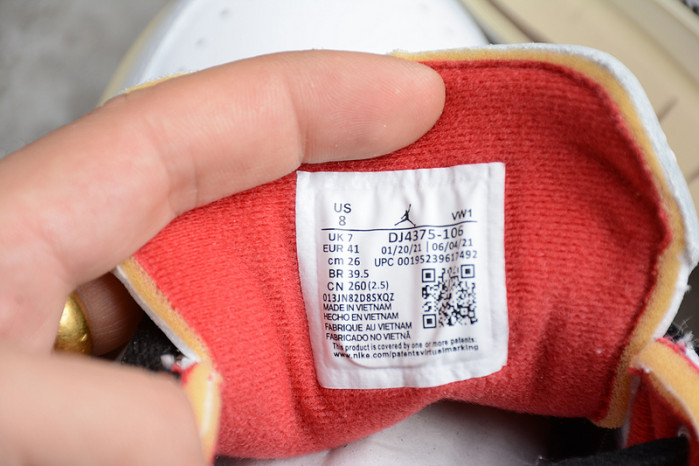 US
8
VW1
UK 7
DJ4375-106
EUR 41
01/20/21 | 06/04/21
cm 26
UPC 00195239617492
BR 39.5
CN 260 (2.5)
013JN82D8SXQZ
MADE IN VIETNAM
HECHO EN VIETNAM
FABRIQUE AU VIETNAM
FABRICADO NO VIETNÃ
This product is covered by one or more patents.
www.nike.com/patentsvirtualmarking